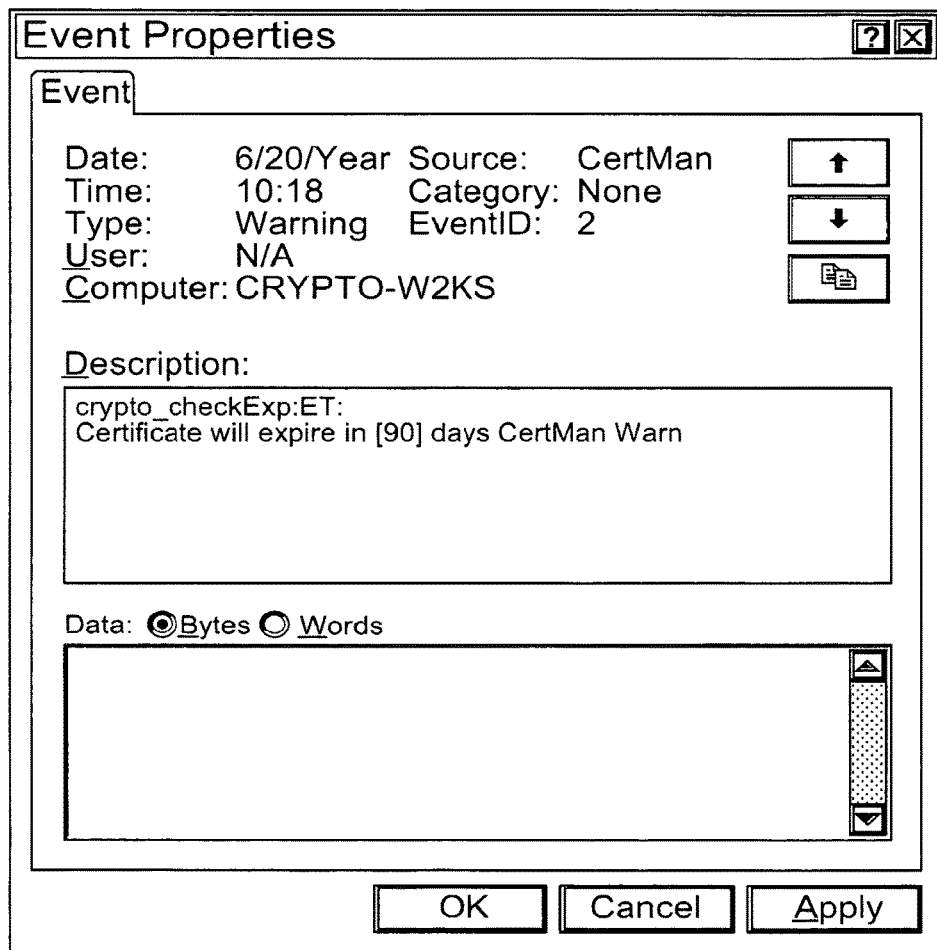 Event Properties
Event
Date: 6/20/Year Source: CertMan
Time: 10:18 Category: None
Type: Warning EventID: 2
User: N/A
Computer: CRYPTO-W2KS
Description:
crypto_checkExp:ET:
Certificate will expire in [90] days CertMan Warn
Data: Bytes Words
OK Cancel Apply